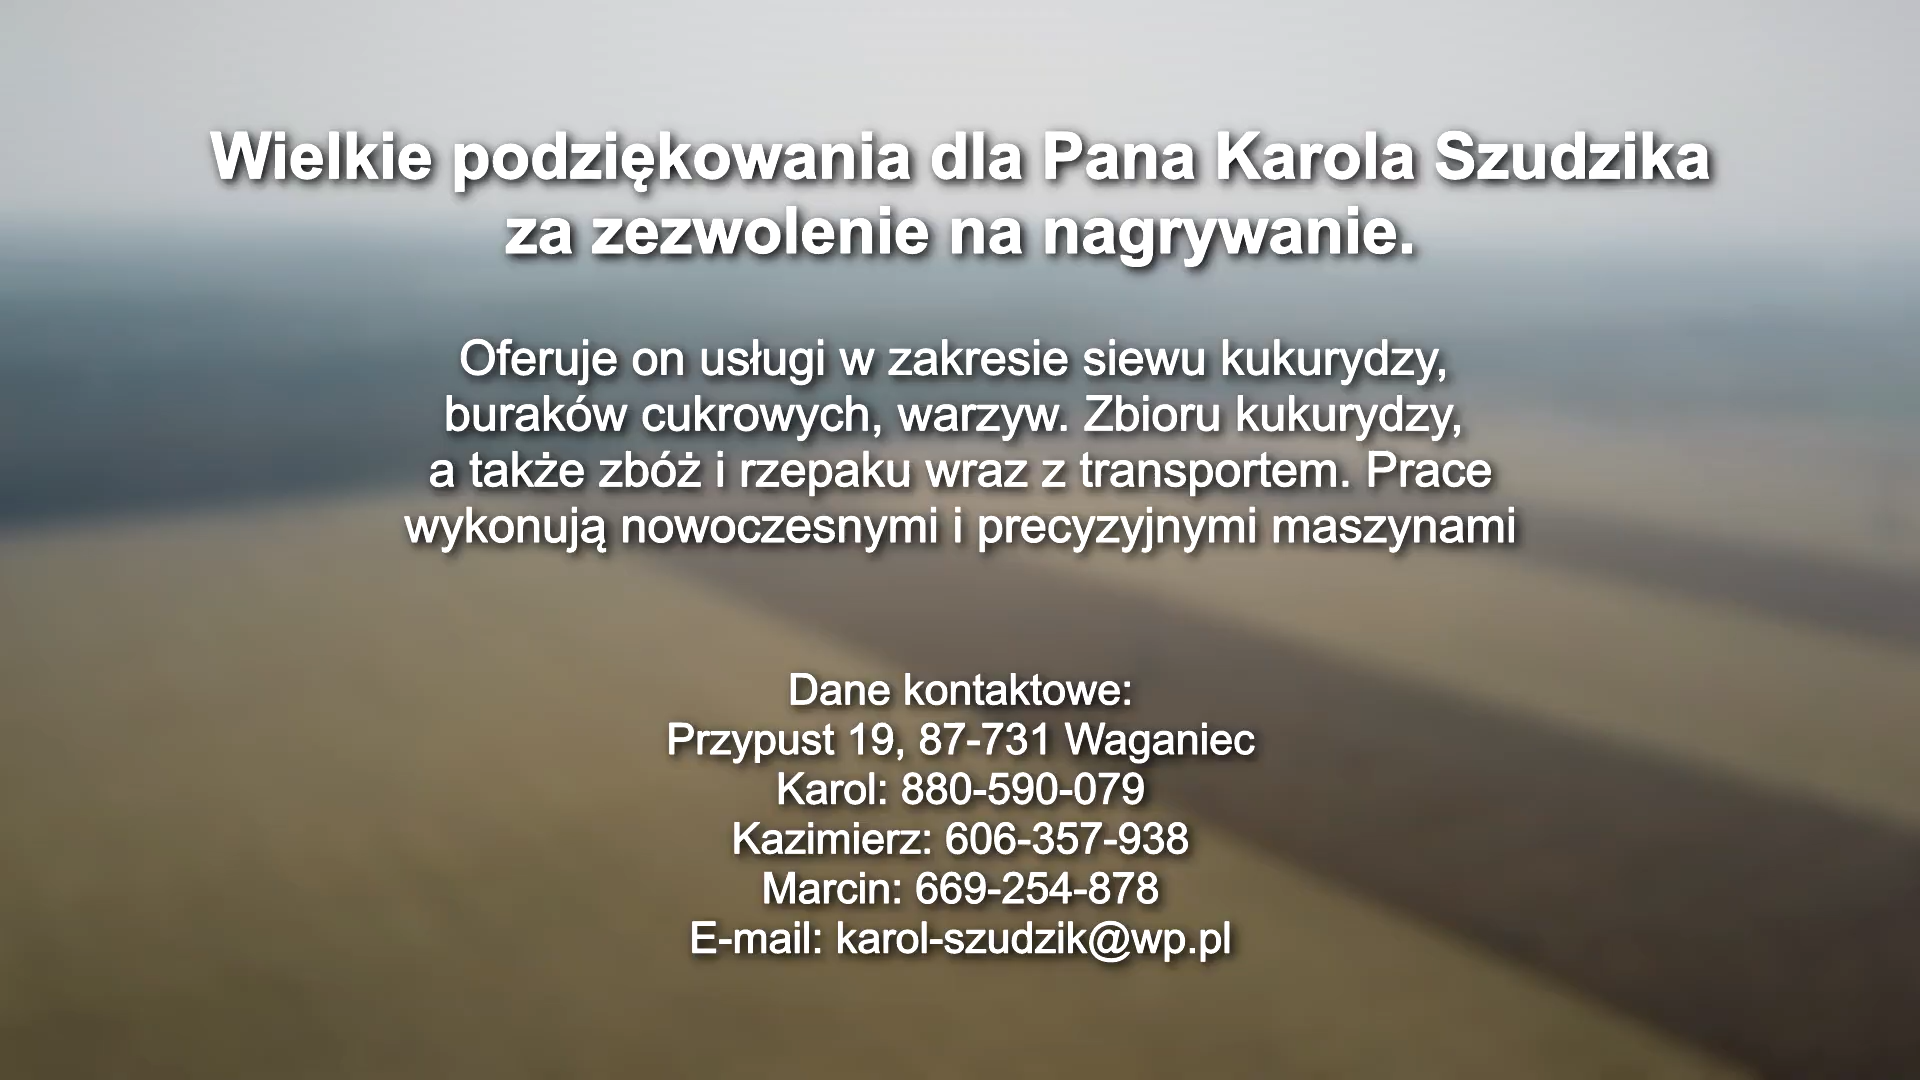 Wielkie podziękowania dla Pana Karola Szudzika
za zezwolenie na nagrywanie.
Oferuje on usługi w zakresie siewu kukurydzy,
buraków cukrowych, warzyw. Zbioru kukurydzy,
a także zbóż i rzepaku wraz z transportem. Prace
wykonują nowoczesnymi i precyzyjnymi maszynami
Dane kontaktowe:
Przypust 19, 87-731 Waganiec
Karol: 880-590-079
Kazimierz: 606-357-938
Marcin: 669-254-878
E-mail: karol-szudzik@wp.pl